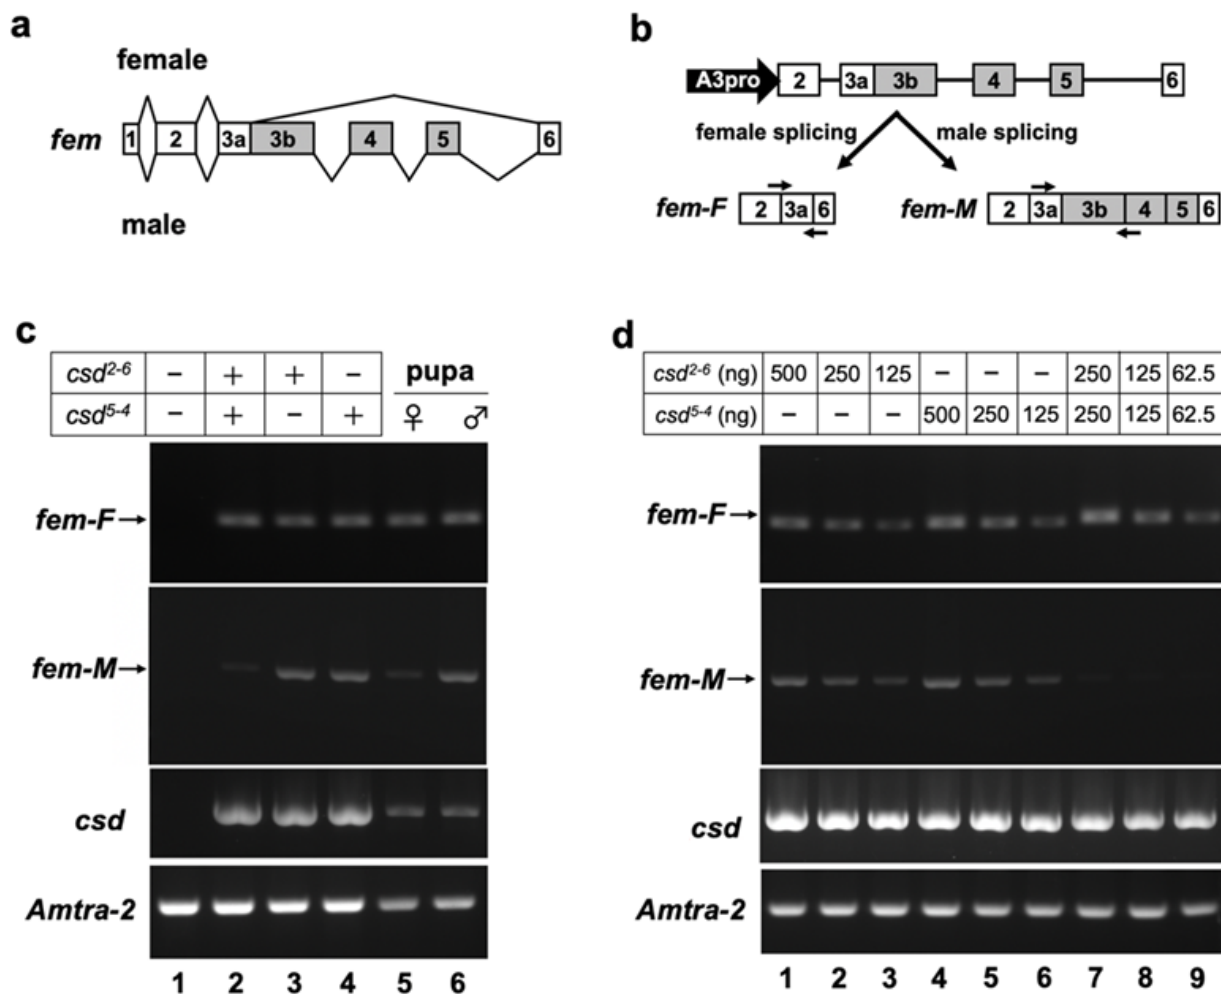 a
female
fem
1 2 3a 3b 4 5 6
male
b
A3pro 2 3a 3b 4 5 6
female splicing male splicing
fem-F 2 3a 6 fem-M 2 3a 3b 4 5 6
c
csd2-6 − + + − pupa
csd5-4 − + − + ♀ ♂
fem-F
fem-M
csd
Amtra-2
1 2 3 4 5 6
d
csd2-6 (ng) 500 250 125 − − − 250 125 62.5
csd5-4 (ng) − − − 500 250 125 250 125 62.5
fem-F
fem-M
csd
Amtra-2
1 2 3 4 5 6 7 8 9